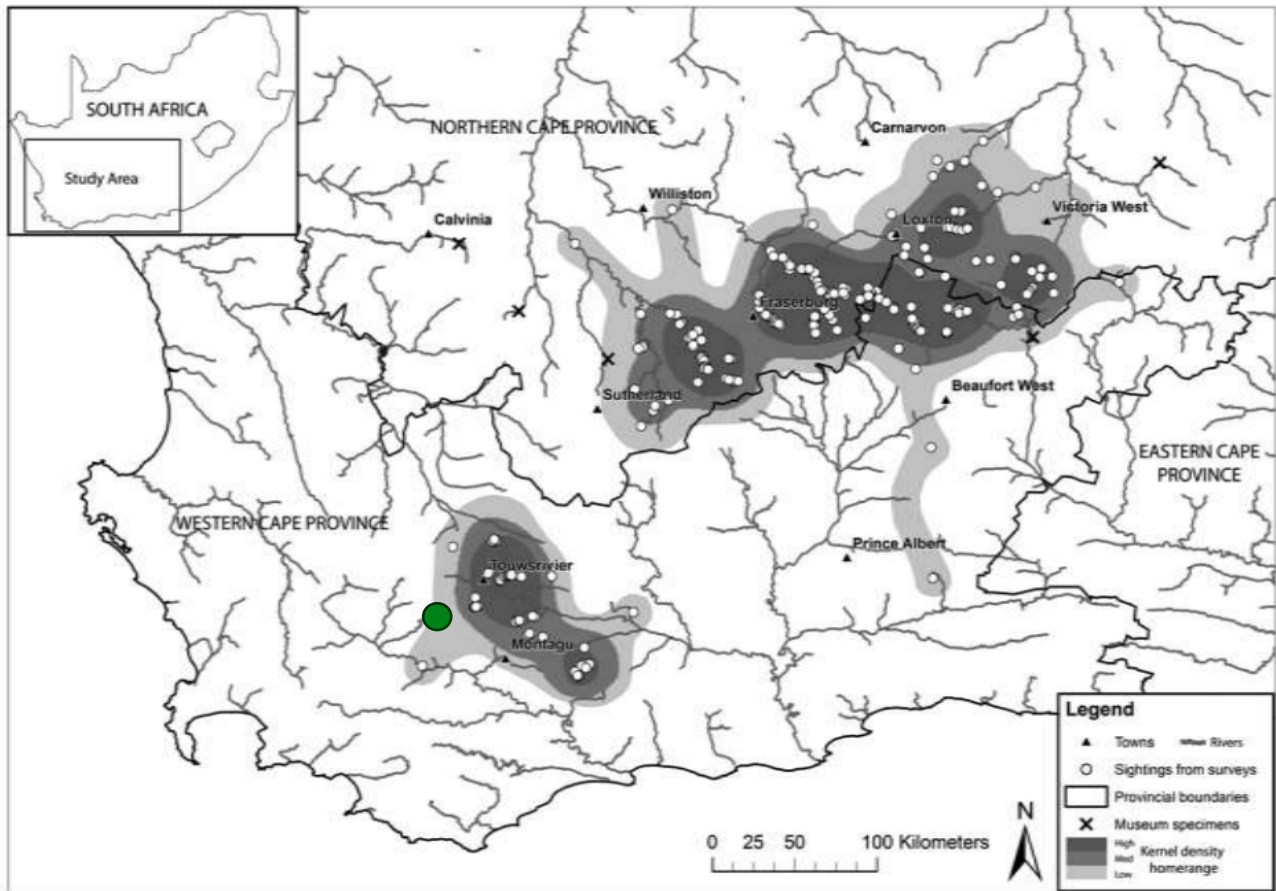 SOUTH AFRICA
Study Area
NORTHERN CAPE PROVINCE
Carnarvon
Williston
Calvinia
Loxton
Victoria West
Fraserburg
Sutherland
Beaufort West
EASTERN CAPE
PROVINCE
WESTERN CAPE PROVINCE
Prince Albert
Touwsrivier
Montagu
0 25 50 100 Kilometers
N
Legend
Towns
Rivers
Sightings from surveys
Provincial boundaries
Museum specimens
High
Med
Low
Kernel density
homerange